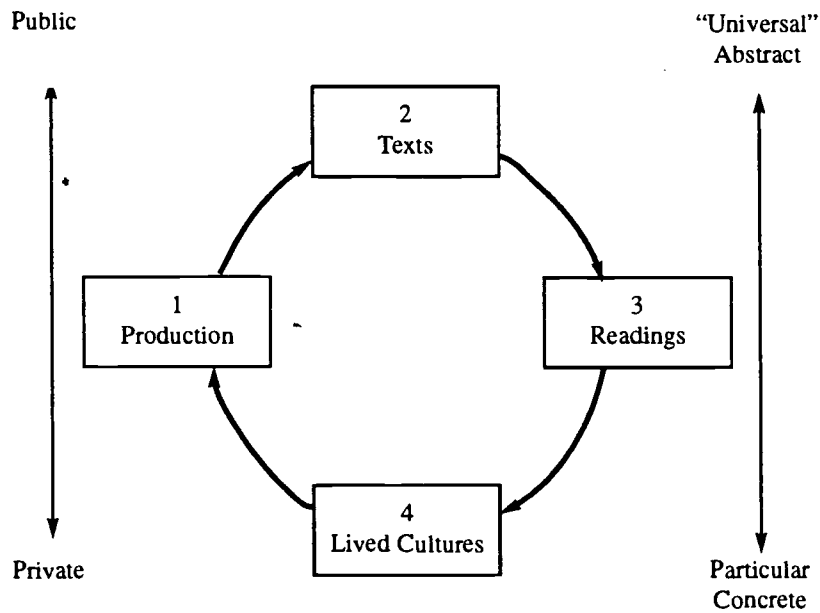 Public
“Universal”
Abstract
2
Texts
1
Production
3
Readings
4
Lived Cultures
Private
Particular
Concrete